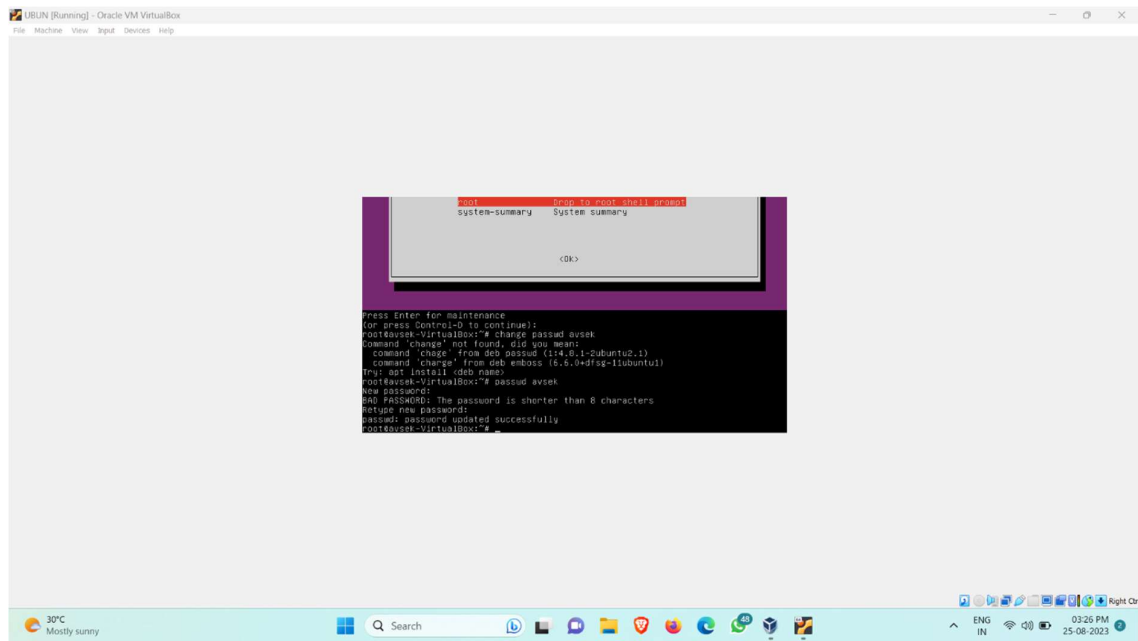 UBUN [Running] - Oracle VM VirtualBox
File Machine View Input Devices Help
root Drop to root shell prompt
system-summary System summary
<Ok>
Press Enter for maintenance
(or press Control-D to continue):
root@avsek-VirtualBox:~# change passwd avsek
Command 'change' not found, did you mean:
command 'chage' from deb passwd (1:4.8.1-2ubuntu2.1)
command 'charge' from deb emboss (6.6.0+dfsg-11ubuntu1)
Try: apt install <deb name>
root@avsek-VirtualBox:~# passwd avsek
New password:
BAD PASSWORD: The password is shorter than 8 characters
Retype new password:
passwd: password updated successfully
root@avsek-VirtualBox:~# _
Right Ctr
30°C
Mostly sunny
Search
48
ENG
IN
03:26 PM
25-08-2023
2